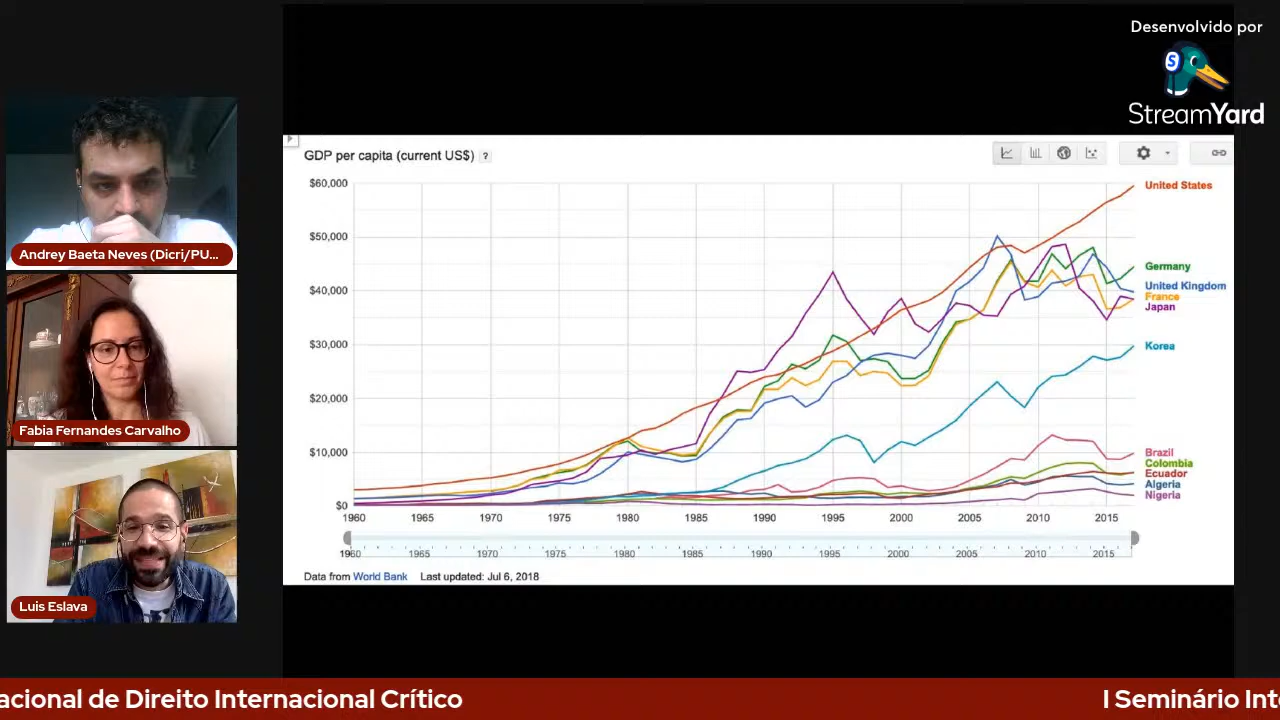 Desenvolvido por
S
StreamYard
Andrey Baeta Neves (Dicri/PU...
Fabia Fernandes Carvalho
Luis Eslava
GDP per capita (current US$) ?
$60,000
$50,000
$40,000
$30,000
$20,000
$10,000
$0
United States
Germany
United Kingdom
France
Japan
Korea
Brazil
Colombia
Ecuador
Algeria
Nigeria
1960 1965 1970 1975 1980 1985 1990 1995 2000 2005 2010 2015
1960 1965 1970 1975 1980 1985 1990 1995 2000 2005 2010 2015
Data from World Bank Last updated: Jul 6, 2018
acional de Direito Internacional Crítico I Seminário Inte